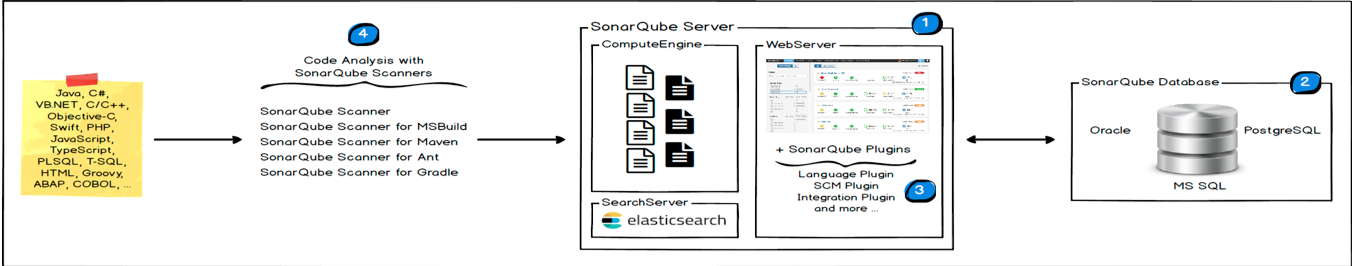 Java, C#,
VB.NET, C/C++,
Objective-C,
Swift, PHP,
JavaScript,
TypeScript,
PLSQL, T-SQL,
HTML, Groovy,
ABAP, COBOL, ...
4
Code Analysis with
SonarQube Scanners
SonarQube Scanner
SonarQube Scanner for MSBuild
SonarQube Scanner for Maven
SonarQube Scanner for Ant
SonarQube Scanner for Gradle
SonarQube Server
1
ComputeEngine
SearchServer
elasticsearch
WebServer
+ SonarQube Plugins
Language Plugin
SCM Plugin
Integration Plugin
and more ...
3
SonarQube Database
2
Oracle
PostgreSQL
MS SQL